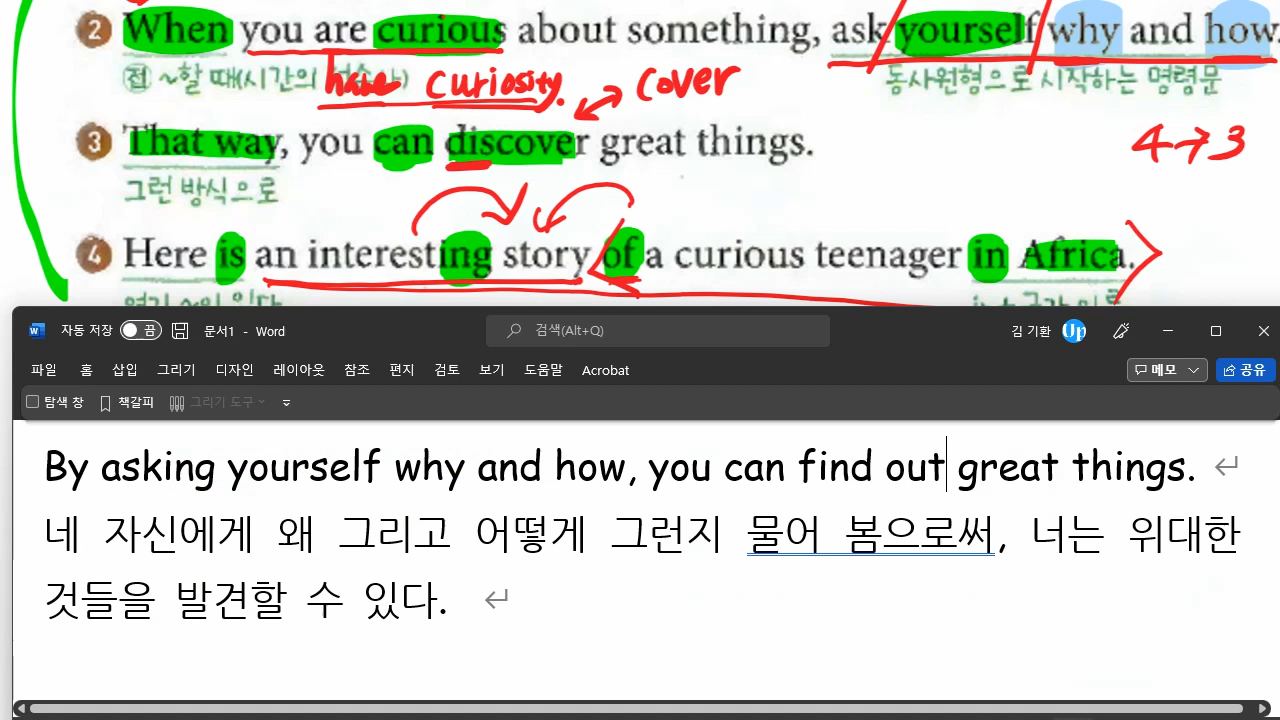 2 When you are curious about something, ask yourself why and how.
접 ~할 때(시간의 접속사)
동사원형으로 시작하는 명령문
have curiosity.
cover
3 That way, you can discover great things.
4→3
그런 방식으로
4 Here is an interesting story of a curious teenager in Africa.
자동 저장 끔 문서1 - Word 검색(Alt+Q) 김 기환 Up
파일 홈 삽입 그리기 디자인 레이아웃 참조 편지 검토 보기 도움말 Acrobat 메모 공유
탐색 창 책갈피 그리기 도구
By asking yourself why and how, you can find out great things.
네 자신에게 왜 그리고 어떻게 그런지 물어 봄으로써, 너는 위대한
것들을 발견할 수 있다.